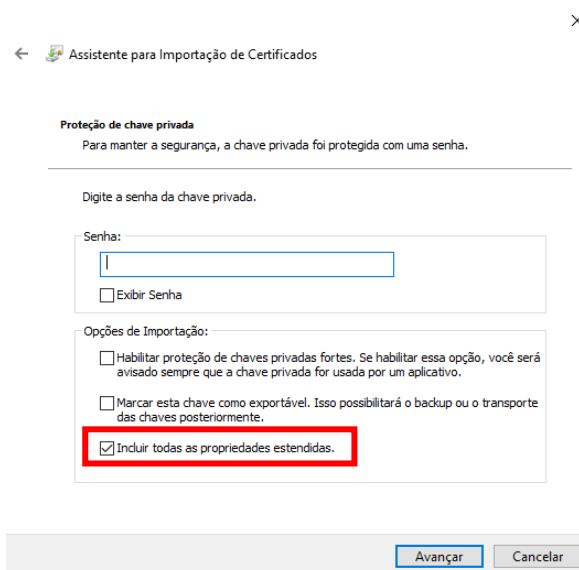 Assistente para Importação de Certificados
Proteção de chave privada
Para manter a segurança, a chave privada foi protegida com uma senha.
Digite a senha da chave privada.
Senha:
Exibir Senha
Opções de Importação:
Habilitar proteção de chaves privadas fortes. Se habilitar essa opção, você será
avisado sempre que a chave privada for usada por um aplicativo.
Marcar esta chave como exportável. Isso possibilitará o backup ou o transporte
das chaves posteriormente.
Incluir todas as propriedades estendidas.
Avançar
Cancelar